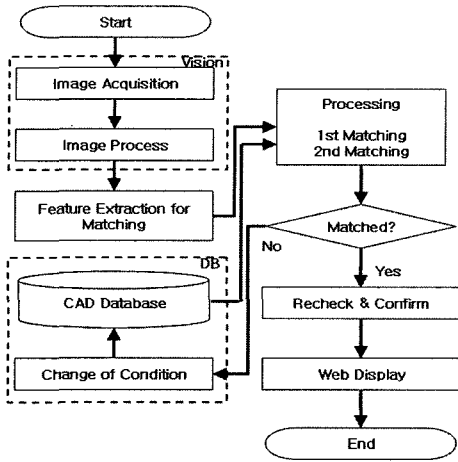 Start
Vision
Image Acquisition
Image Process
Feature Extraction for
Matching
DB
CAD Database
Change of Condition
Processing
1st Matching
2nd Matching
Matched?
No
Yes
Recheck & Confirm
Web Display
End